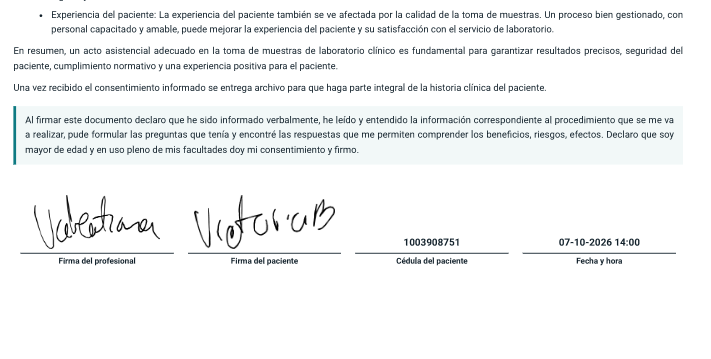 • Experiencia del paciente: La experiencia del paciente también se ve afectada por la calidad de la toma de muestras. Un proceso bien gestionado, con
personal capacitado y amable, puede mejorar la experiencia del paciente y su satisfacción con el servicio de laboratorio.
En resumen, un acto asistencial adecuado en la toma de muestras de laboratorio clínico es fundamental para garantizar resultados precisos, seguridad del
paciente, cumplimiento normativo y una experiencia positiva para el paciente.
Una vez recibido el consentimiento informado se entrega archivo para que haga parte integral de la historia clínica del paciente.
Al firmar este documento declaro que he sido informado verbalmente, he leído y entendido la información correspondiente al procedimiento que se me va
a realizar, pude formular las preguntas que tenía y encontré las respuestas que me permiten comprender los beneficios, riesgos, efectos. Declaro que soy
mayor de edad y en uso pleno de mis facultades doy mi consentimiento y firmo.
1003908751 07-10-2026 14:00
Firma del profesional Firma del paciente Cédula del paciente Fecha y hora